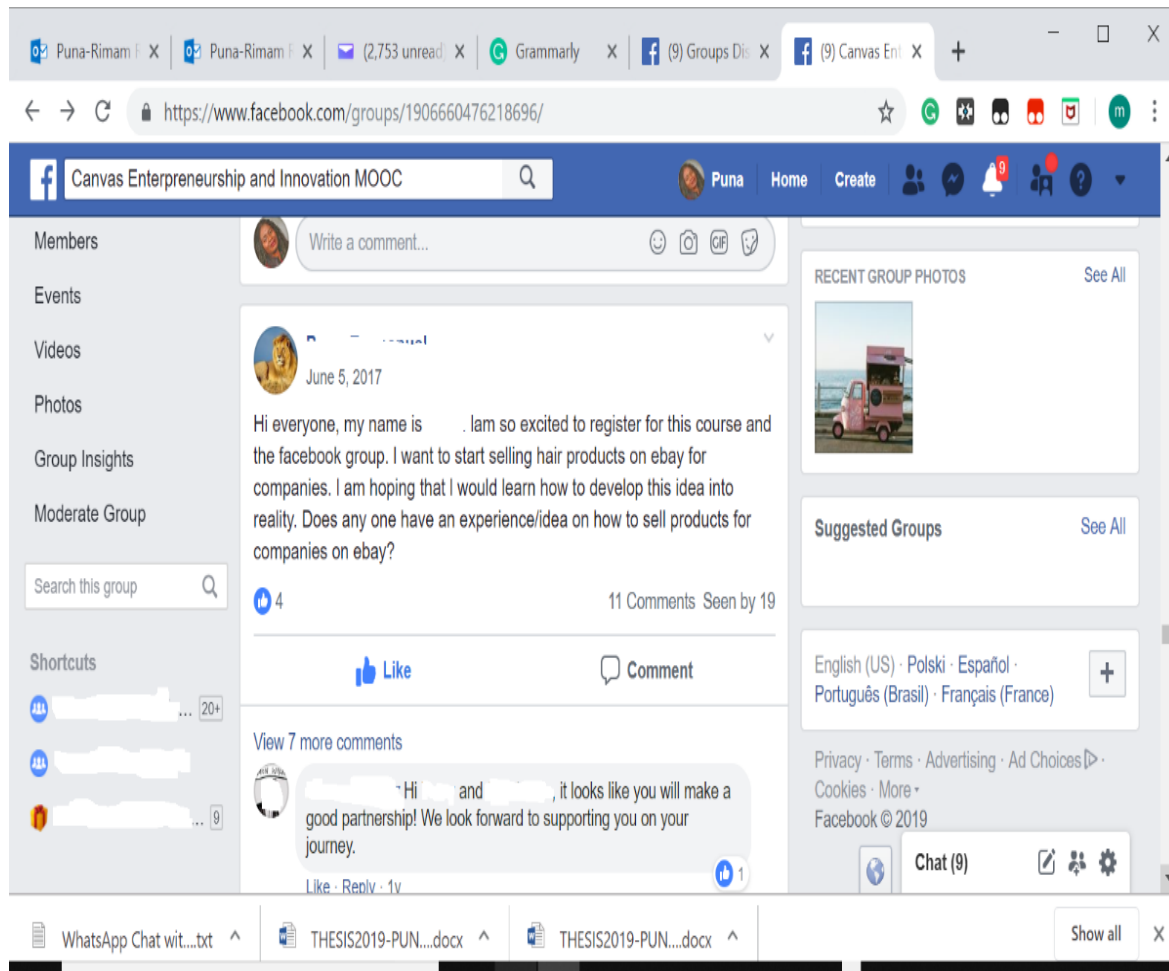 Puna-Rimam
Puna-Rimam
(2,753 unread)
Grammarly
(9) Groups Dis
(9) Canvas Ent
https://www.facebook.com/groups/1906660476218696/
m
Canvas Enterpreneurship and Innovation MOOC
Puna
Home
Create
9
Members
Events
Videos
Photos
Group Insights
Moderate Group
Search this group
Shortcuts
... 20+
... 9
Write a comment...
GIF
June 5, 2017
Hi everyone, my name is . Iam so excited to register for this course and
the facebook group. I want to start selling hair products on ebay for
companies. I am hoping that I would learn how to develop this idea into
reality. Does any one have an experience/idea on how to sell products for
companies on ebay?
4
11 Comments Seen by 19
Like
Comment
View 7 more comments
Hi and , it looks like you will make a
good partnership! We look forward to supporting you on your
journey.
1
Like · Reply · 1y
RECENT GROUP PHOTOS
See All
Suggested Groups
See All
English (US) · Polski · Español ·
Português (Brasil) · Français (France)
Privacy · Terms · Advertising · Ad Choices ·
Cookies · More
Facebook © 2019
Chat (9)
WhatsApp Chat wit....txt
THESIS2019-PUN....docx
THESIS2019-PUN....docx
Show all